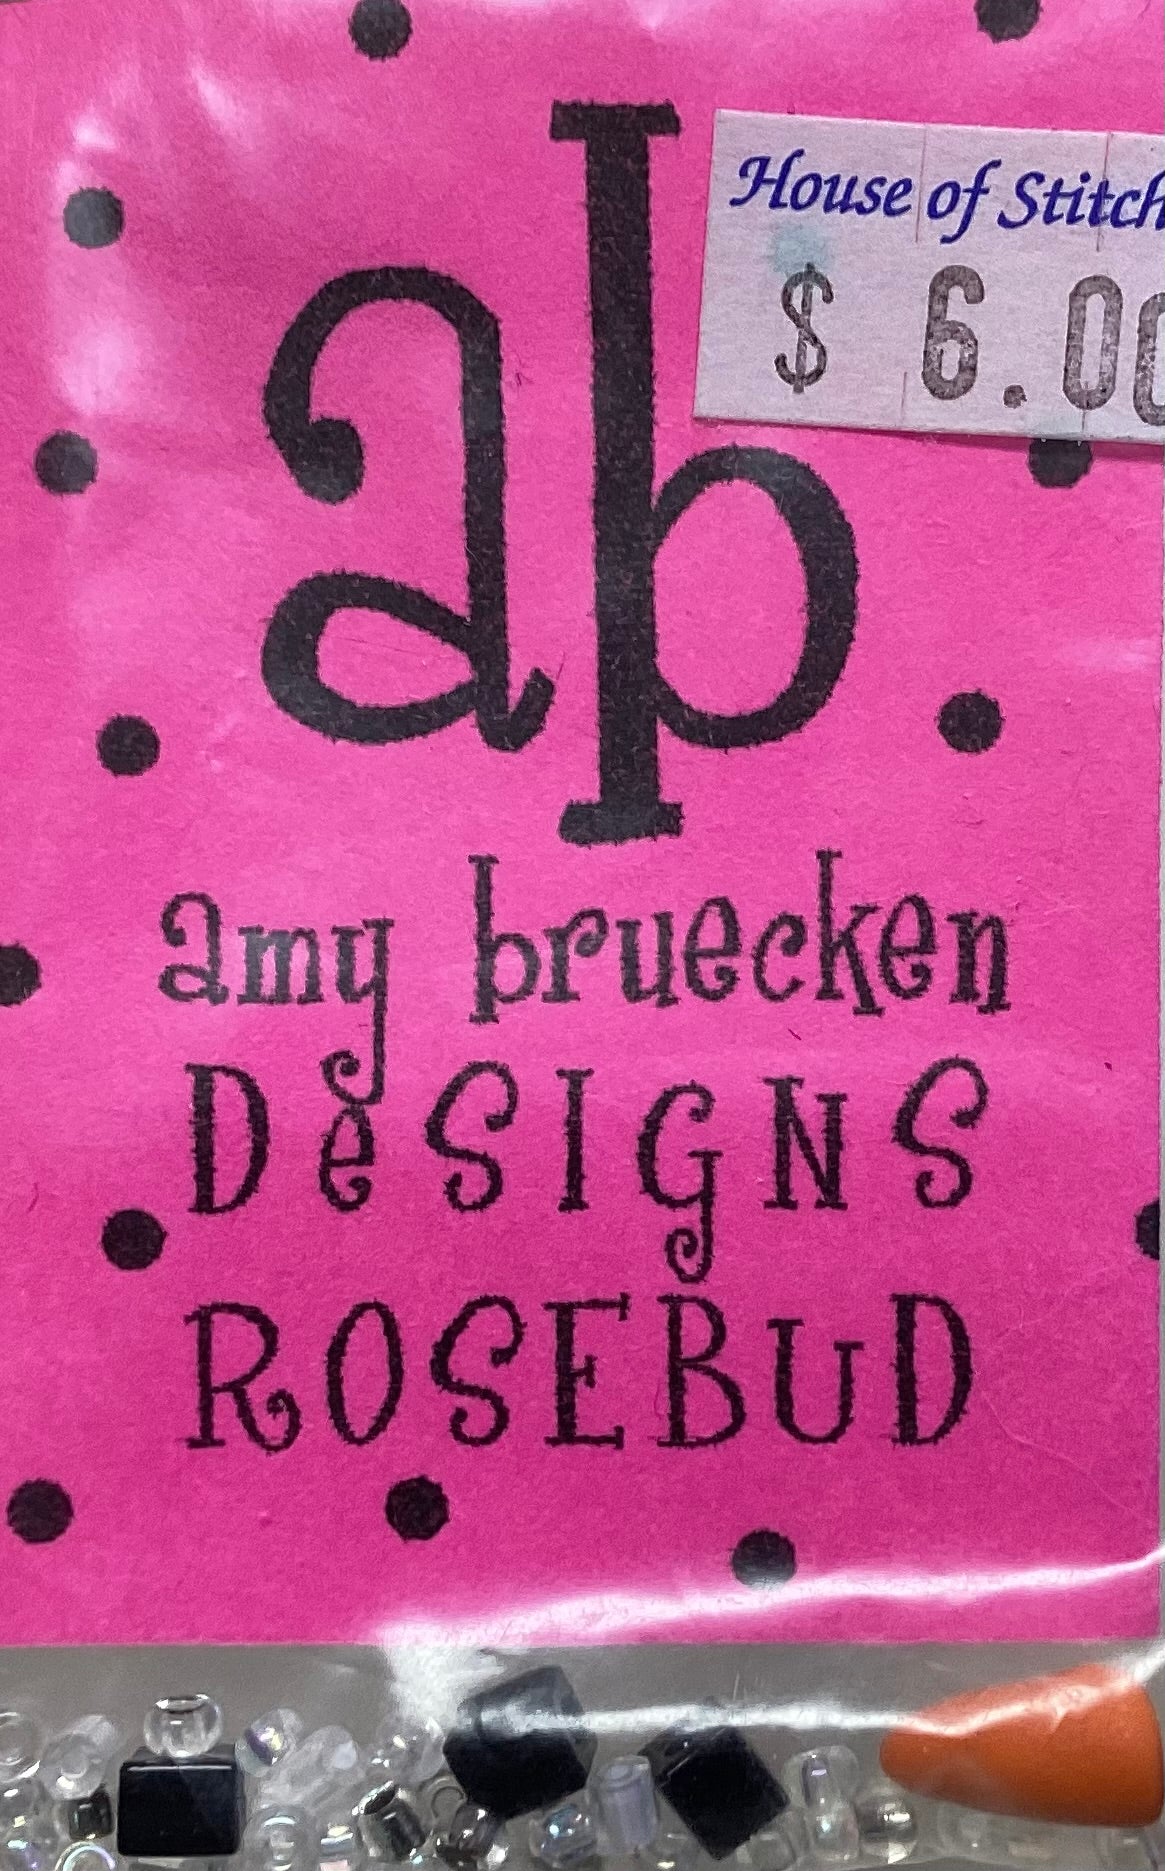 ab
House of Stitch
$ 6.00
amy bruecken
DeSIGNS
ROSEBUD